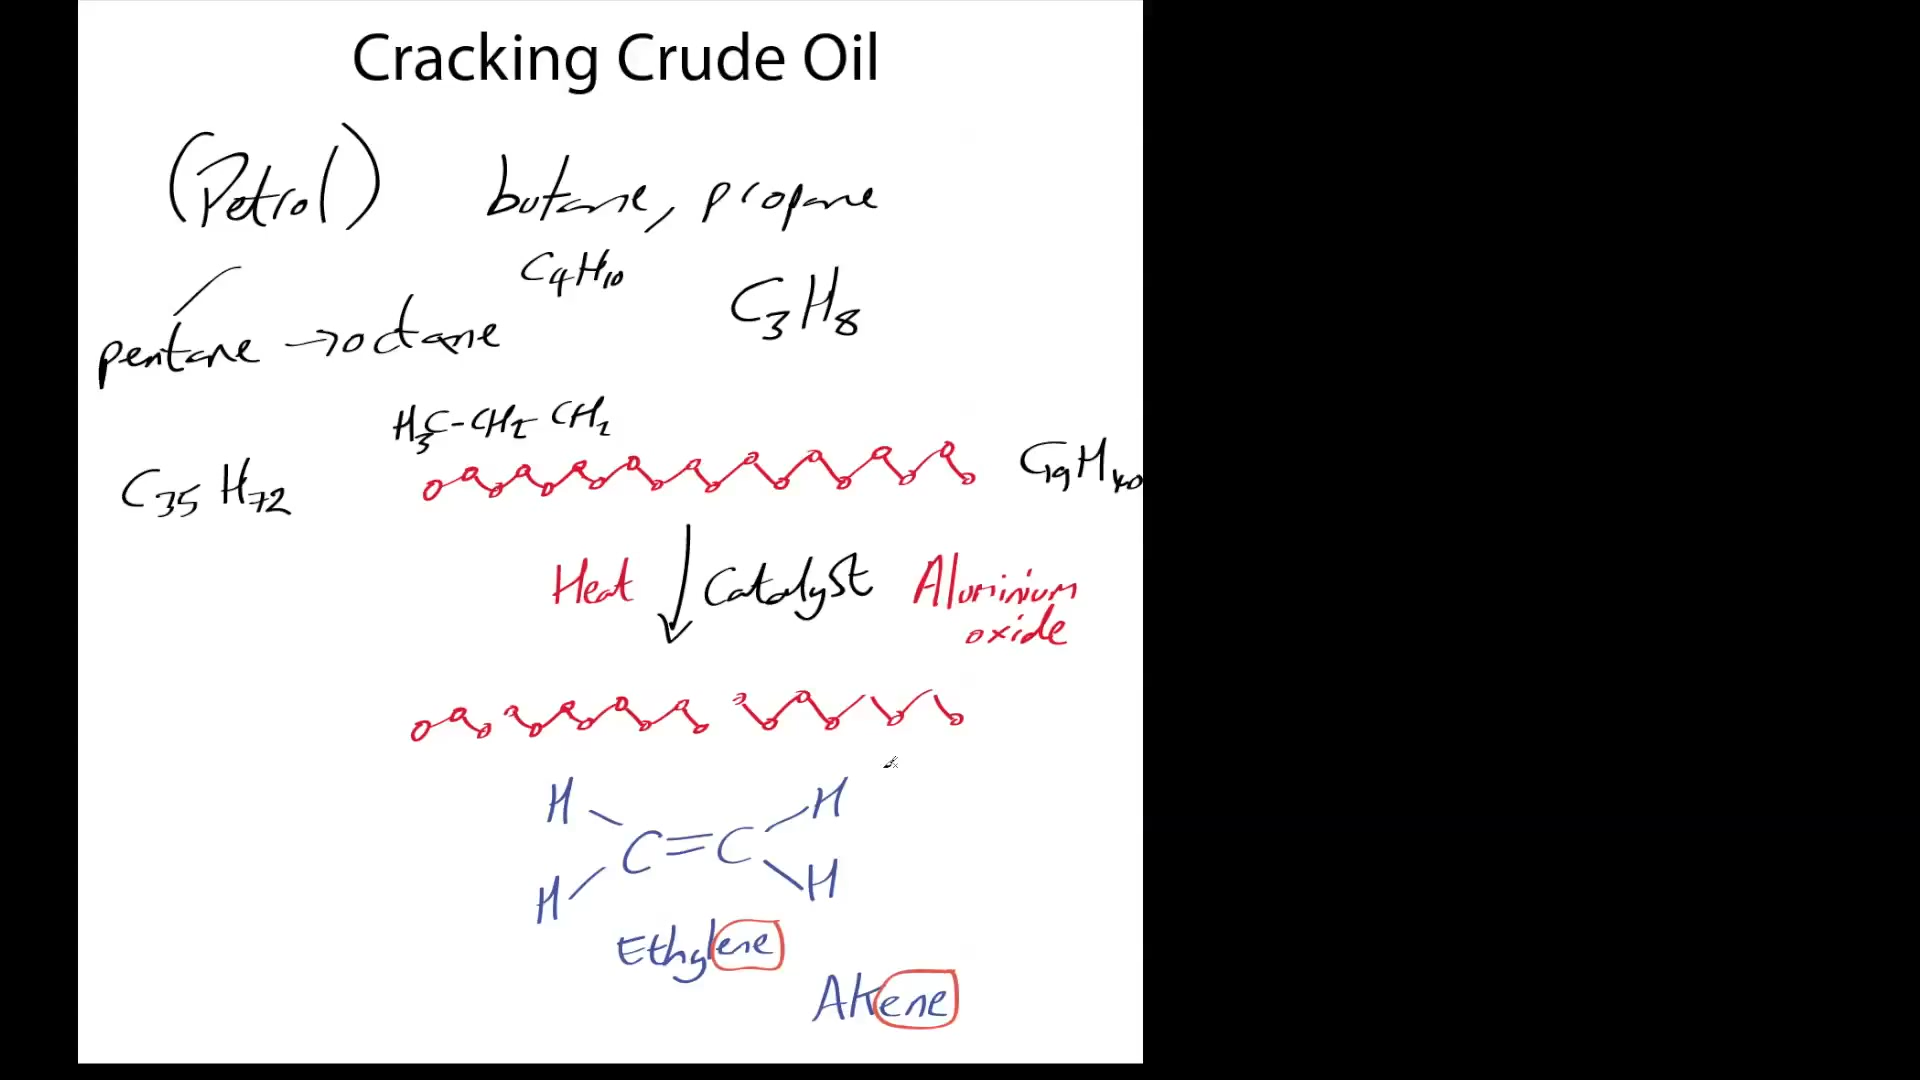 Cracking Crude Oil
(Petrol) butane, propane
C4H10 C3H8
pentane → octane
H3C-CH2 CH2
C35H72 C19H40
Heat Catalyst Aluminium
oxide
H H
C=C
H H
Ethylene
Alkene